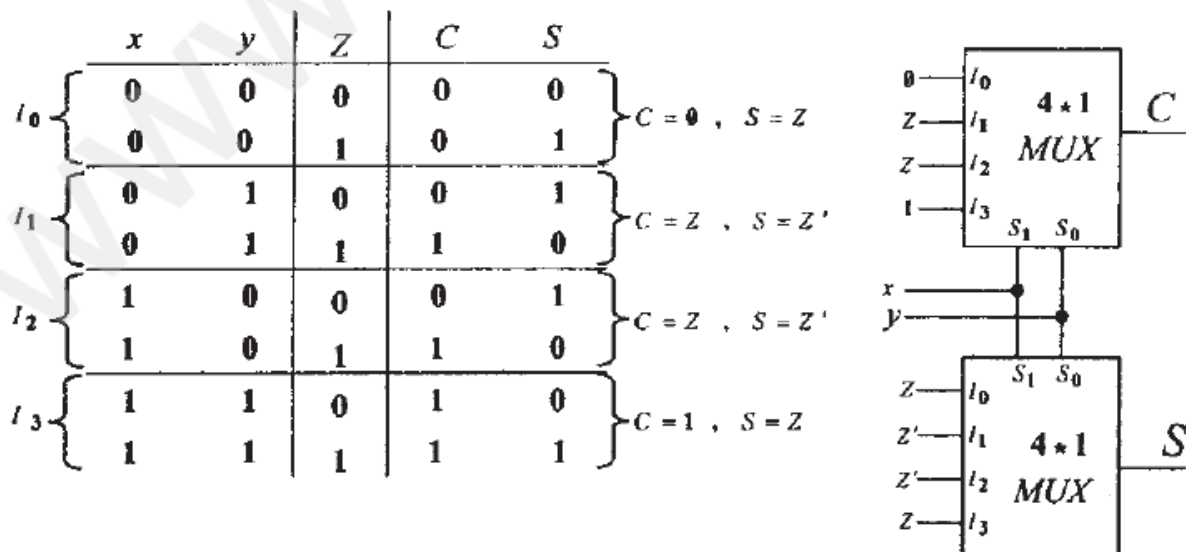 x y Z C S
I0 0 0 0 0 0
0 0 1 0 1
C = 0 , S = Z
I1 0 1 0 0 1
0 1 1 1 0
C = Z , S = Z'
I2 1 0 0 0 1
1 0 1 1 0
C = Z , S = Z'
I3 1 1 0 1 0
1 1 1 1 1
C = 1 , S = Z
0 I0
Z I1
Z I2
1 I3
4 * 1
MUX
C
S1 S0
x
y
S1 S0
Z I0
Z' I1
Z' I2
Z I3
4 * 1
MUX
S